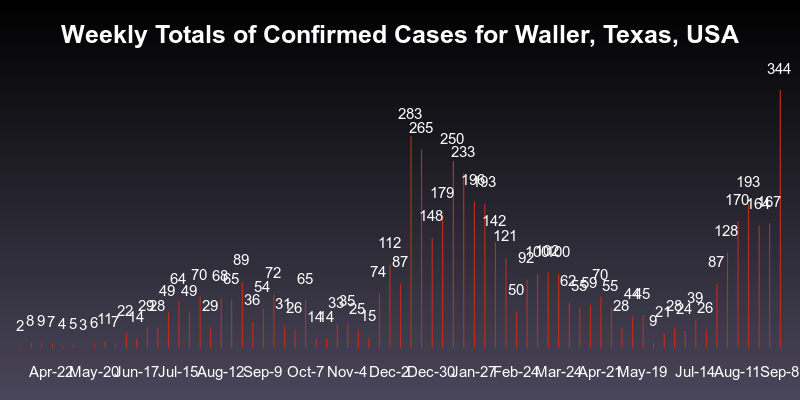 Weekly Totals of Confirmed Cases for Waller, Texas, USA
2 8 9 7 4 5 3 6 11 7 22 14 29 28 49 64 49 70 29 68 65 89 36 54 72 31 26 65 14 14 33 35 25 15 74 112 87 283 265 148 179 250 233 196 193 142 121 50 92 100 102 100 62 55 59 70 55 28 44 45 9 21 28 24 39 26 87 128 170 193 164 167 344
Apr-22 May-20 Jun-17 Jul-15 Aug-12 Sep-9 Oct-7 Nov-4 Dec-2 Dec-30 Jan-27 Feb-24 Mar-24 Apr-21 May-19 Jul-14 Aug-11 Sep-8